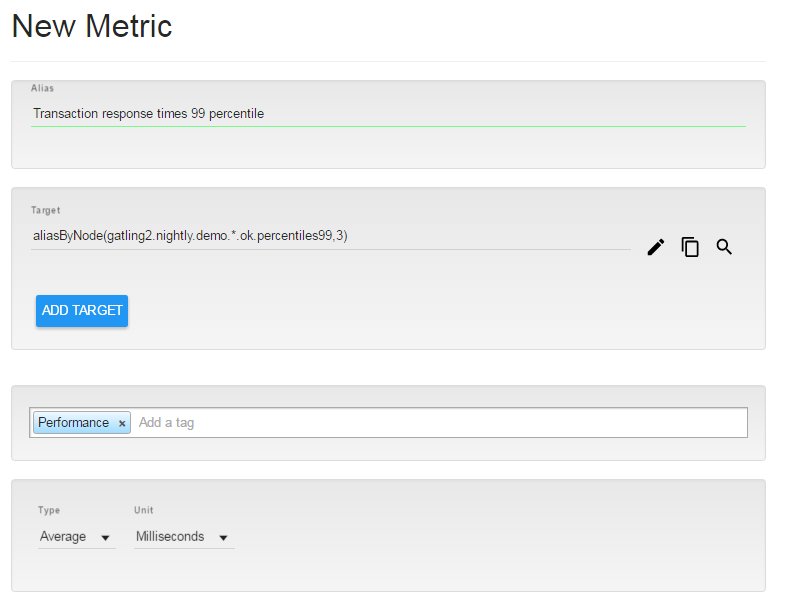 New Metric
Alias
Transaction response times 99 percentile
Target
aliasByNode(gatling2.nightly.demo.*.ok.percentiles99,3)
ADD TARGET
Performance × Add a tag
Type Unit
Average Milliseconds